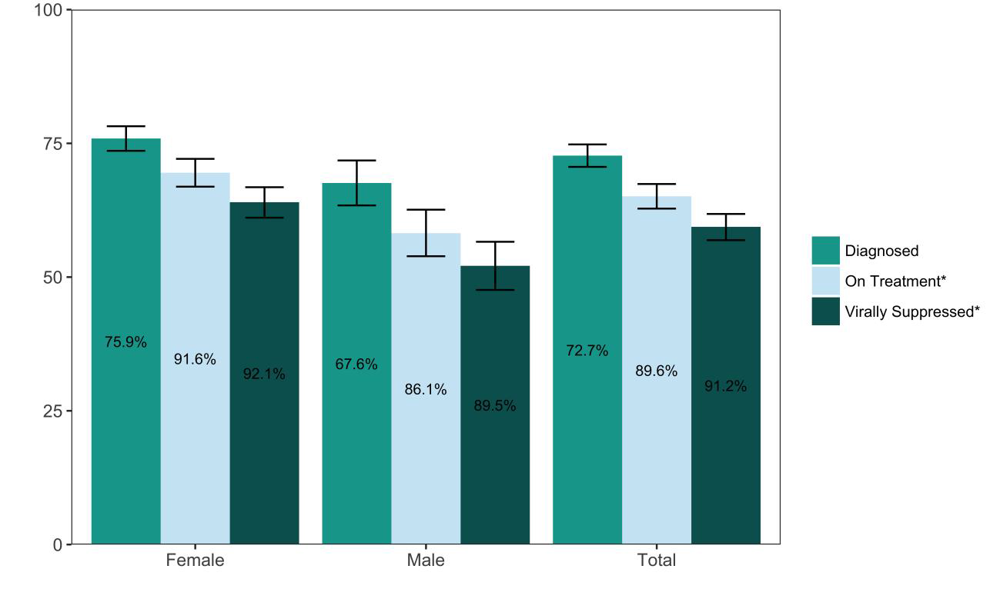 100
75
50
25
0
75.9%
91.6%
92.1%
67.6%
86.1%
89.5%
72.7%
89.6%
91.2%
Female
Male
Total
Diagnosed
On Treatment*
Virally Suppressed*